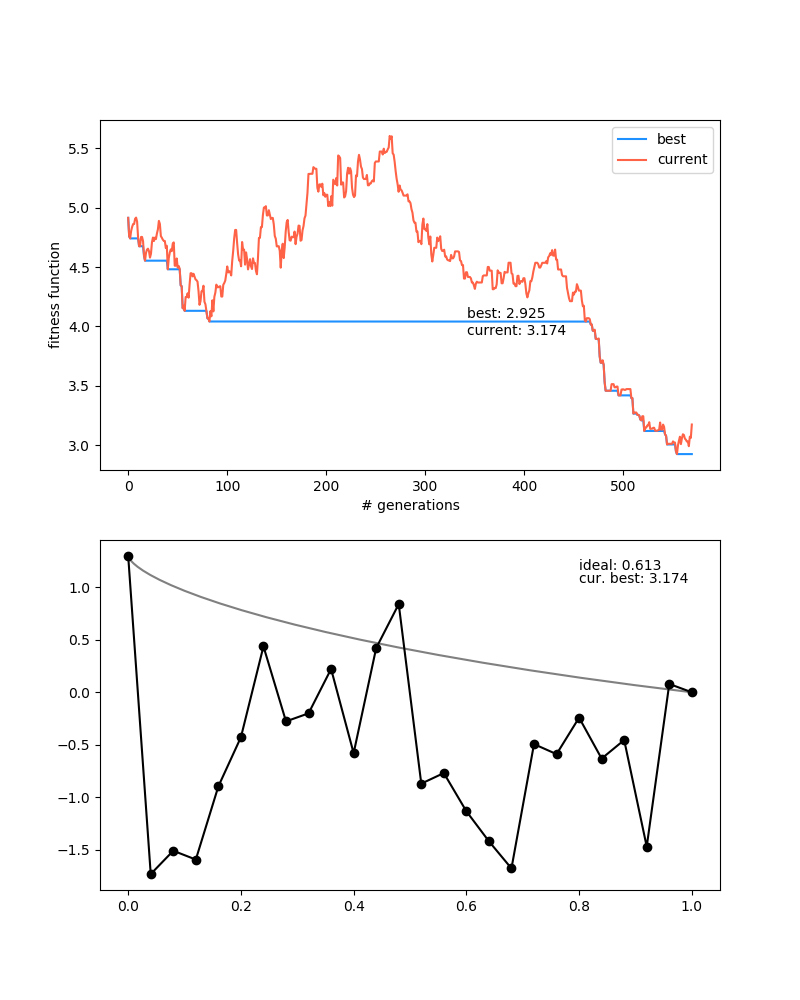 5.5
5.0
4.5
4.0
3.5
3.0
fitness function
best
current
best: 2.925
current: 3.174
0 100 200 300 400 500
# generations
ideal: 0.613
cur. best: 3.174
1.0
0.5
0.0
−0.5
−1.0
−1.5
0.0 0.2 0.4 0.6 0.8 1.0